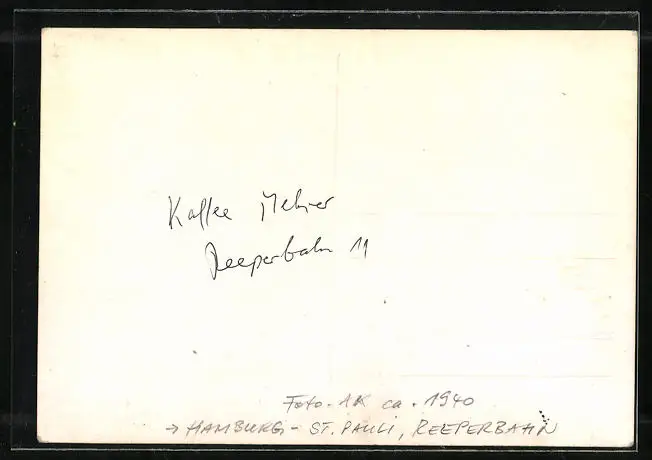 Kaffee Mehrer
Reeperbahn 11
Foto-AK ca. 1940
→ HAMBURG - ST. PAULI, REEPERBAHN